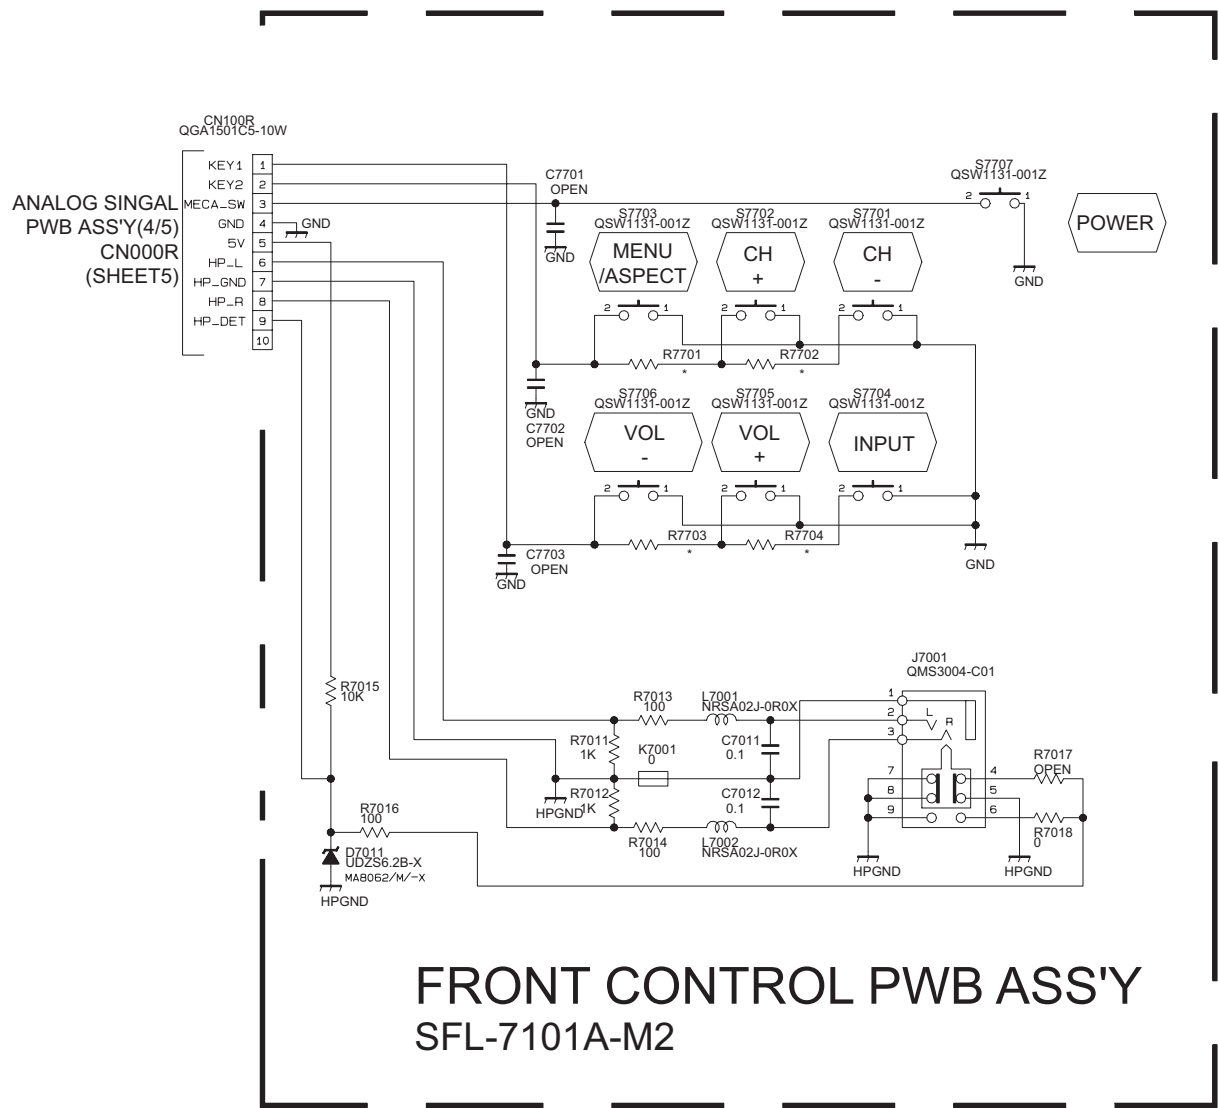 CN100R
QGA1501C5-10W
ANALOG SINGAL
PWB ASS'Y(4/5)
CN000R
(SHEET5)
KEY1 1
KEY2 2
MECA_SW 3
GND 4 GND
5V 5
HP_L 6
HP_GND 7
HP_R 8
HP_DET 9
10
C7701
OPEN
GND
S7707
QSW1131-001Z
2 1
GND
POWER
S7703
QSW1131-001Z
MENU
/ASPECT
2 1
S7702
QSW1131-001Z
CH
+
2 1
S7701
QSW1131-001Z
CH
-
2 1
R7701
*
R7702
*
GND
C7702
OPEN
S7706
QSW1131-001Z
VOL
-
2 1
S7705
QSW1131-001Z
VOL
+
2 1
S7704
QSW1131-001Z
INPUT
2 1
R7703
*
R7704
*
C7703
OPEN
GND
GND
R7015
10K
R7013
100
L7001
NRSA02J-0R0X
R7011
1K
K7001
0
C7011
0.1
HPGND
R7012
1K
C7012
0.1
R7014
100
L7002
NRSA02J-0R0X
J7001
QMS3004-C01
1
2 L
3 R
7 4
8 5
9 6
R7017
OPEN
R7018
0
HPGND
HPGND
R7016
100
D7011
UDZS6.2B-X
MA8062/M/-X
HPGND
FRONT CONTROL PWB ASS'Y
SFL-7101A-M2